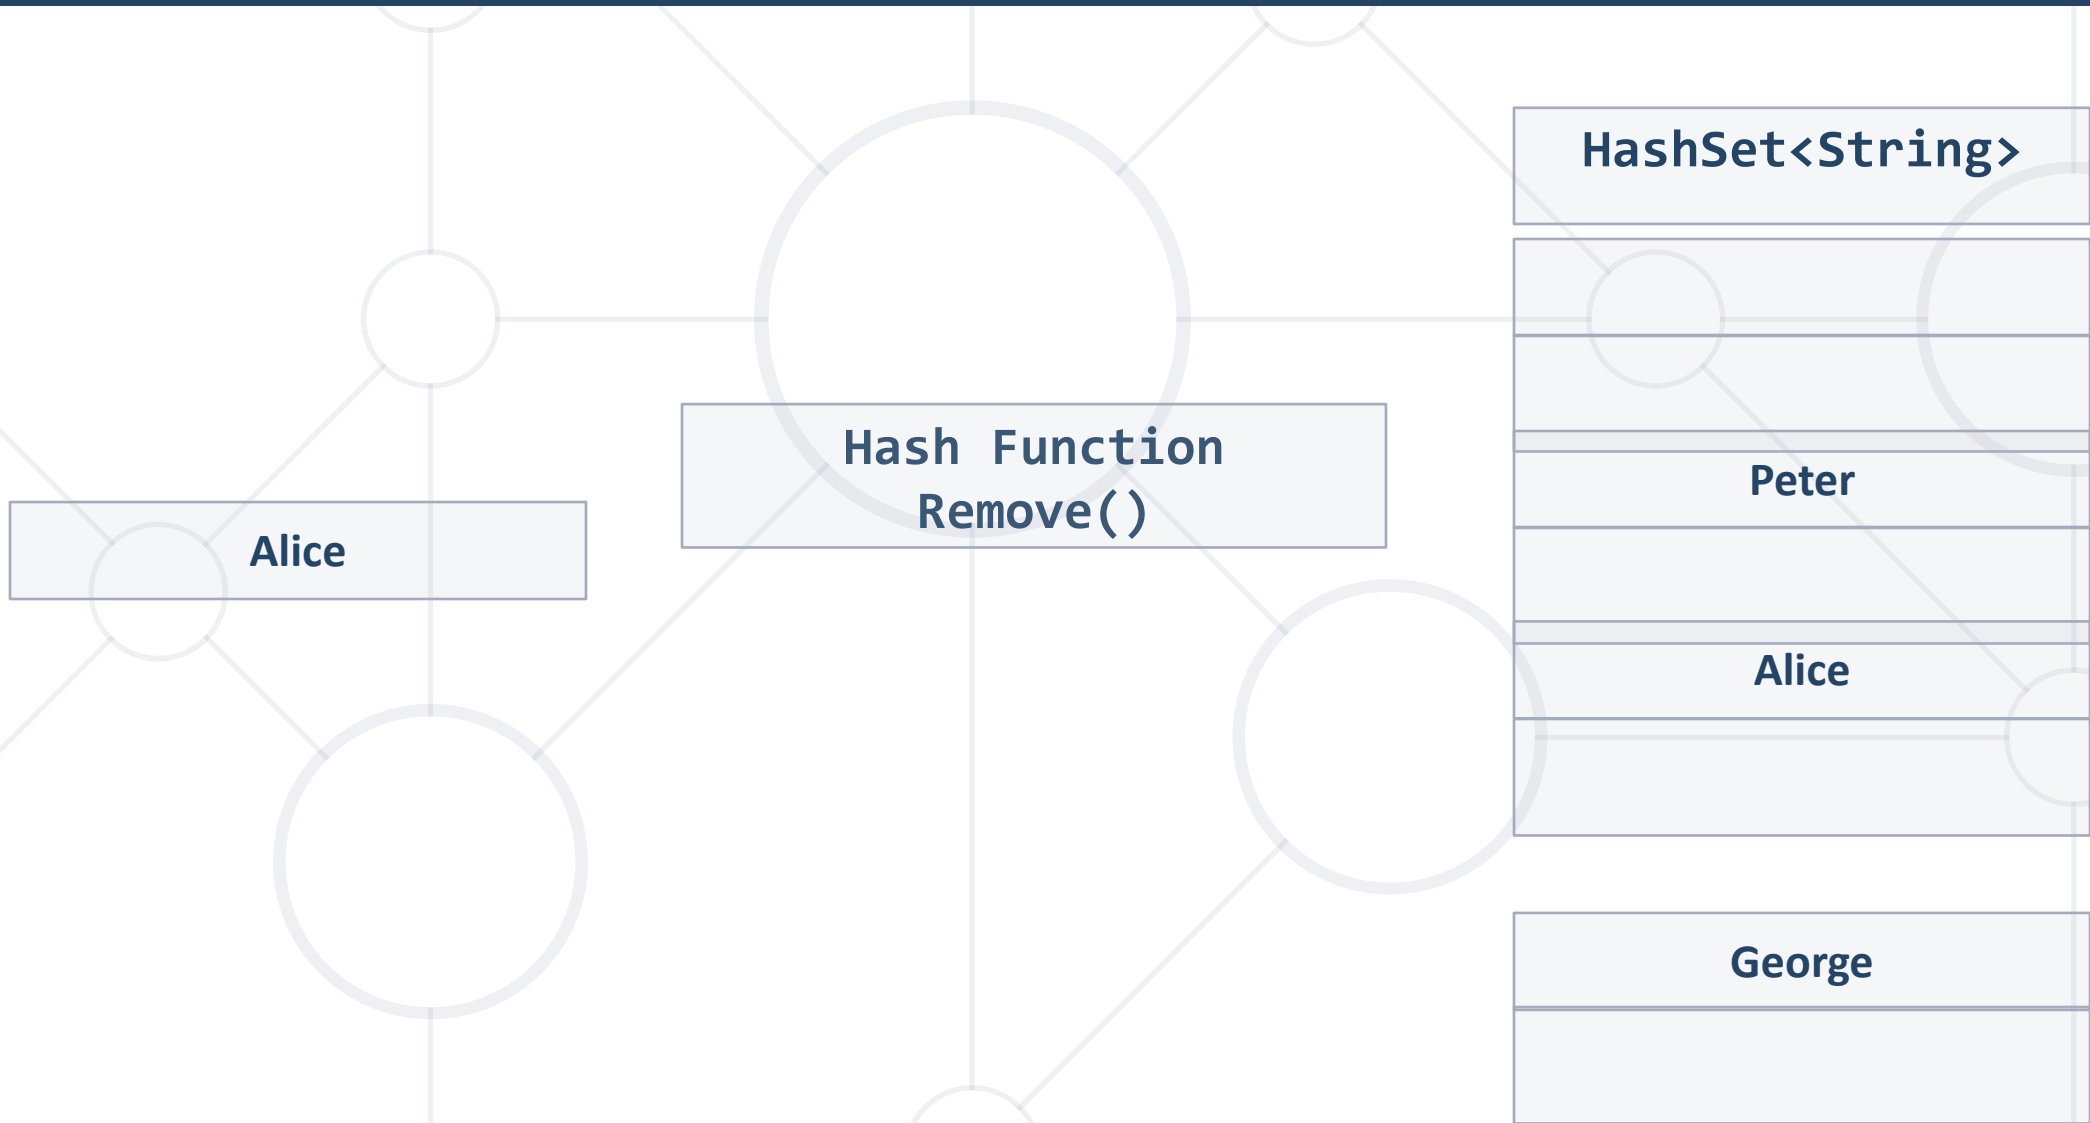 HashSet<String>
Hash Function
Remove()
Peter
Alice
Alice
George